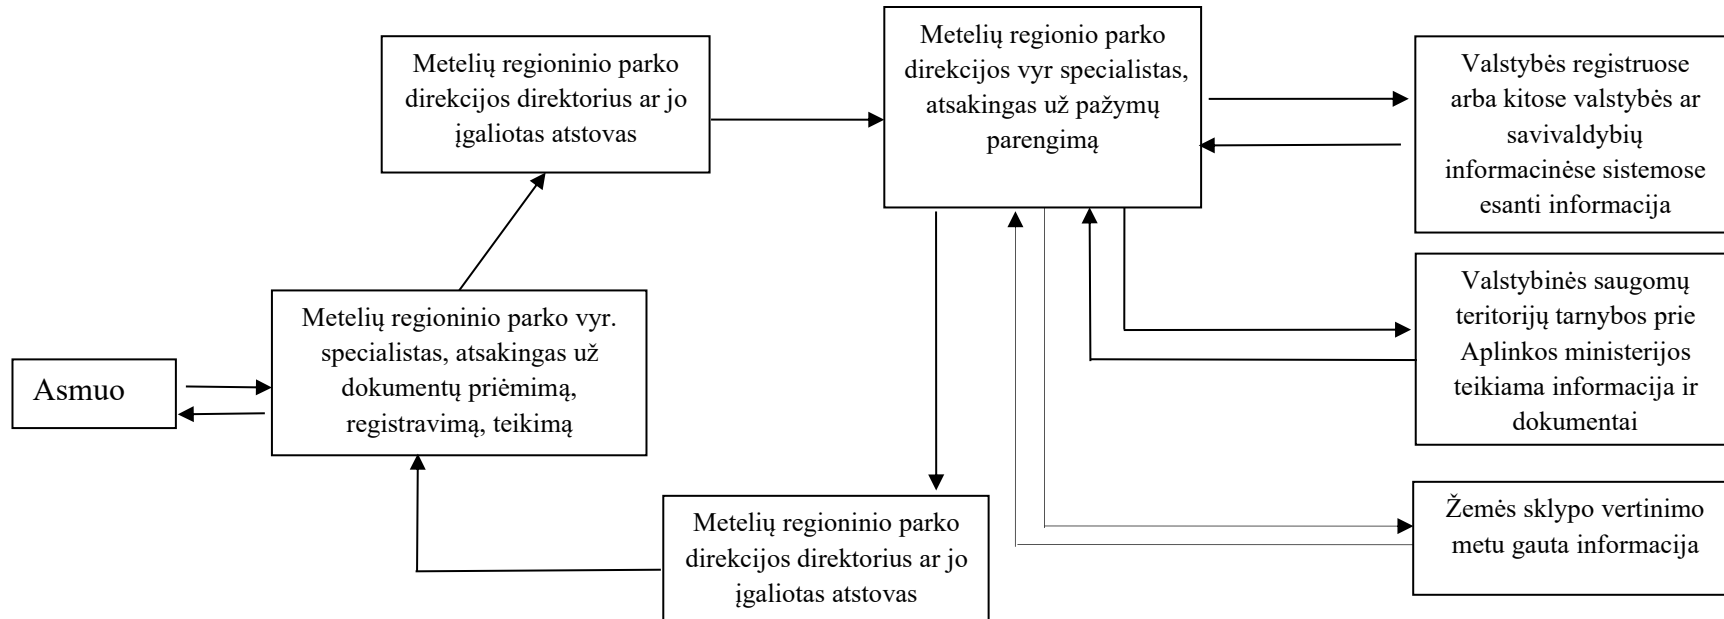 Metelių regioninio parko
direkcijos direktorius ar jo
įgaliotas atstovas
Metelių regionio parko
direkcijos vyr specialistas,
atsakingas už pažymų
parengimą
Valstybės registruose
arba kitose valstybės ar
savivaldybių
informacinėse sistemose
esanti informacija
Asmuo
Metelių regioninio parko vyr.
specialistas, atsakingas už
dokumentų priėmimą,
registravimą, teikimą
Valstybinės saugomų
teritorijų tarnybos prie
Aplinkos ministerijos
teikiama informacija ir
dokumentai
Metelių regioninio parko
direkcijos direktorius ar jo
įgaliotas atstovas
Žemės sklypo vertinimo
metu gauta informacija